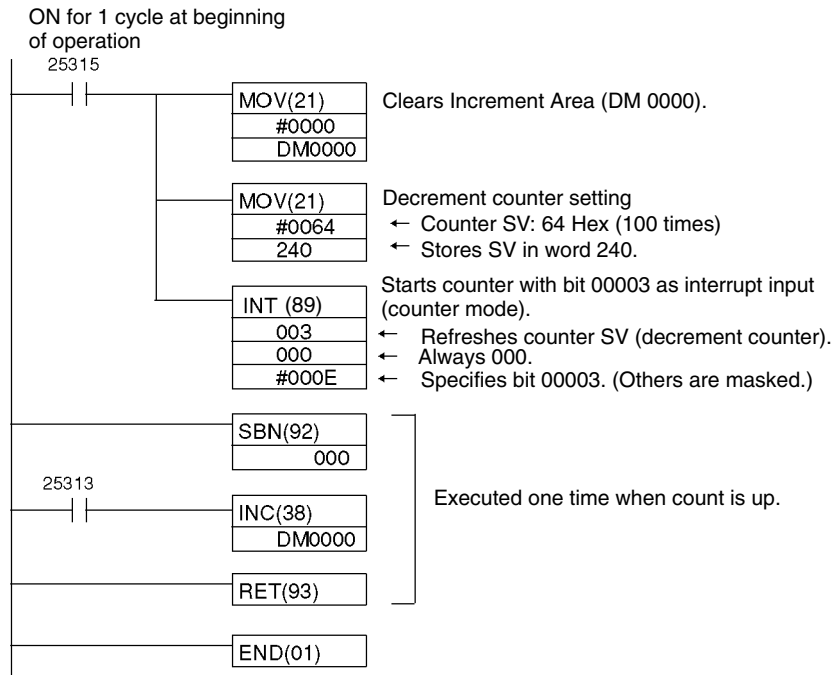 ON for 1 cycle at beginning
of operation
25315
MOV(21)
#0000
DM0000
Clears Increment Area (DM 0000).
MOV(21)
#0064
240
Decrement counter setting
← Counter SV: 64 Hex (100 times)
← Stores SV in word 240.
INT (89)
003
000
#000E
Starts counter with bit 00003 as interrupt input
(counter mode).
← Refreshes counter SV (decrement counter).
← Always 000.
← Specifies bit 00003. (Others are masked.)
SBN(92)
000
25313
INC(38)
DM0000
Executed one time when count is up.
RET(93)
END(01)